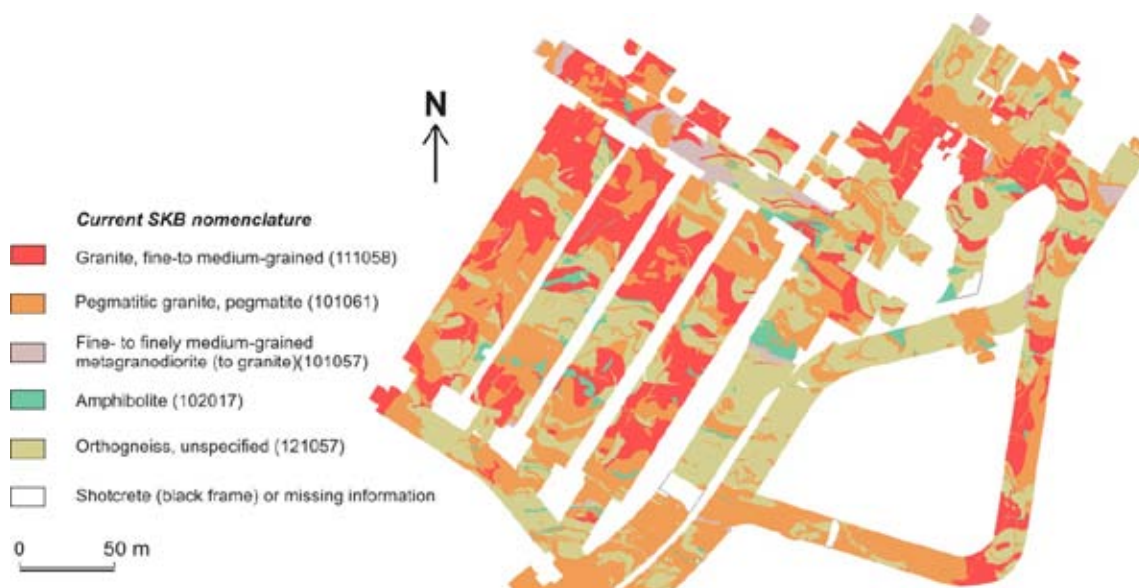 N
Current SKB nomenclature
Granite, fine-to medium-grained (111058)
Pegmatitic granite, pegmatite (101061)
Fine- to finely medium-grained
metagranodiorite (to granite)(101057)
Amphibolite (102017)
Orthogneiss, unspecified (121057)
Shotcrete (black frame) or missing information
0 50 m